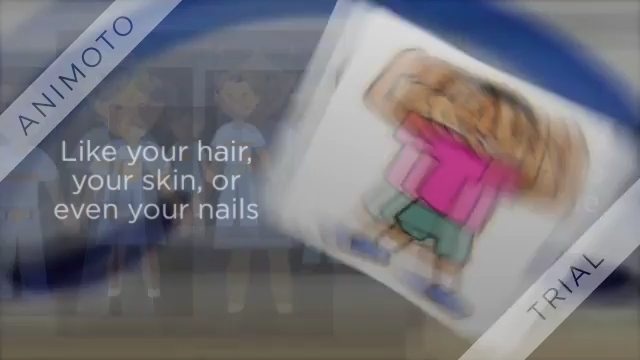 ANIMOTO
Like your hair,
your skin, or
even your nails
TRIAL